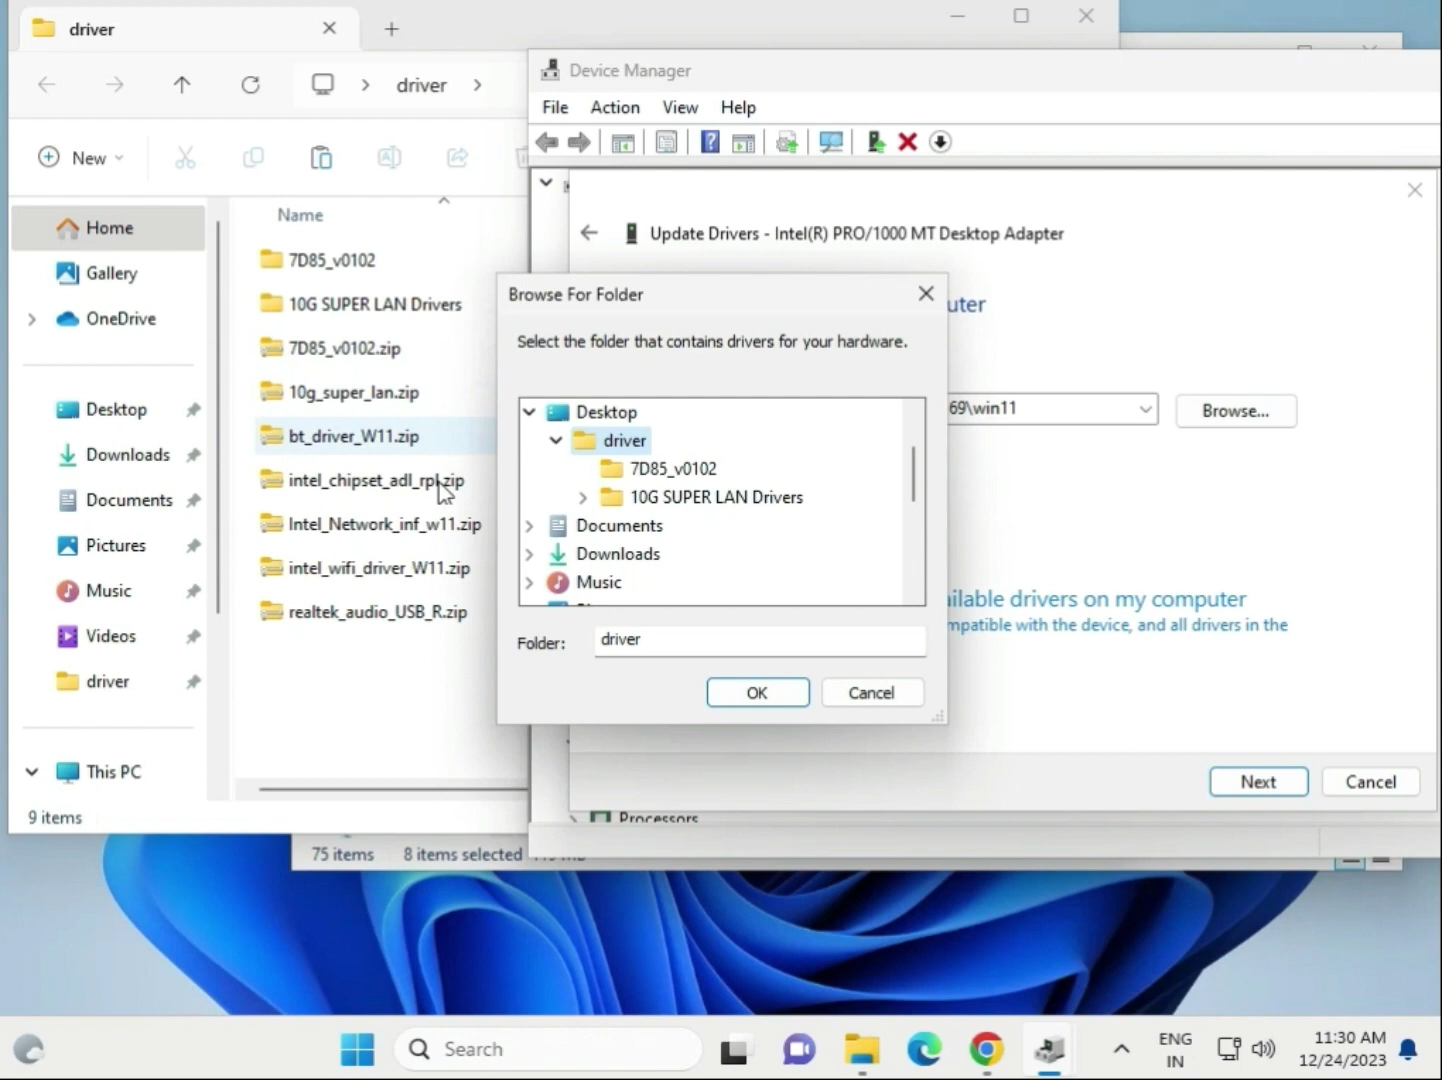 driver
driver
New
Name
Home
Gallery
OneDrive
Desktop
Downloads
Documents
Pictures
Music
Videos
driver
This PC
7D85_v0102
10G SUPER LAN Drivers
7D85_v0102.zip
10g_super_lan.zip
bt_driver_W11.zip
intel_chipset_adl_rpl.zip
Intel_Network_inf_w11.zip
intel_wifi_driver_W11.zip
realtek_audio_USB_R.zip
9 items
75 items 8 items selected
Device Manager
File Action View Help
Update Drivers - Intel(R) PRO/1000 MT Desktop Adapter
uter
69\win11
Browse...
ilable drivers on my computer
mpatible with the device, and all drivers in the
Next Cancel
Processors
Browse For Folder
Select the folder that contains drivers for your hardware.
Desktop
driver
7D85_v0102
10G SUPER LAN Drivers
Documents
Downloads
Music
Folder: driver
OK Cancel
Search
ENG
IN
11:30 AM
12/24/2023